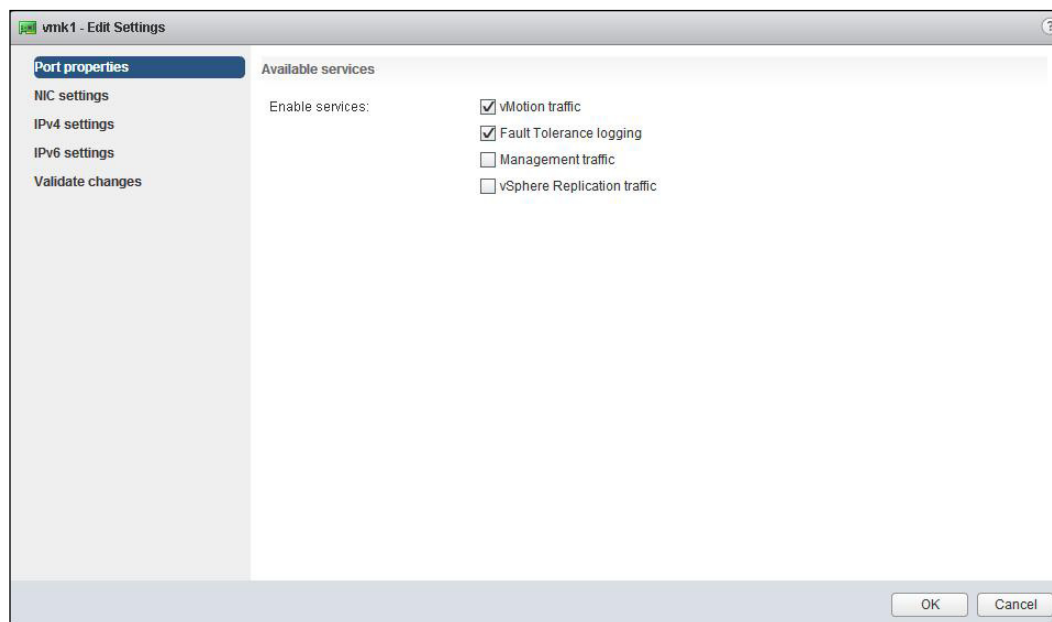 vmk1 - Edit Settings
?
Port properties
NIC settings
IPv4 settings
IPv6 settings
Validate changes
Available services
Enable services:
vMotion traffic
Fault Tolerance logging
Management traffic
vSphere Replication traffic
OK
Cancel